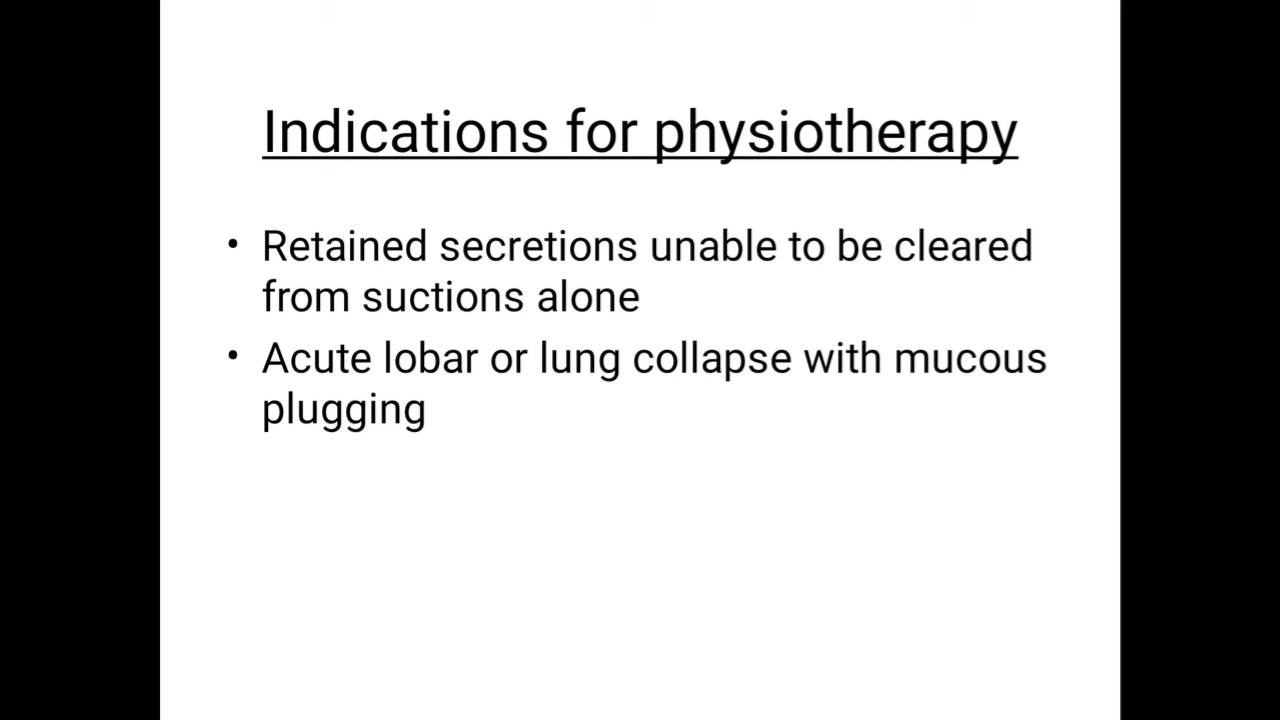 Indications for physiotherapy
• Retained secretions unable to be cleared
from suctions alone
• Acute lobar or lung collapse with mucous
plugging